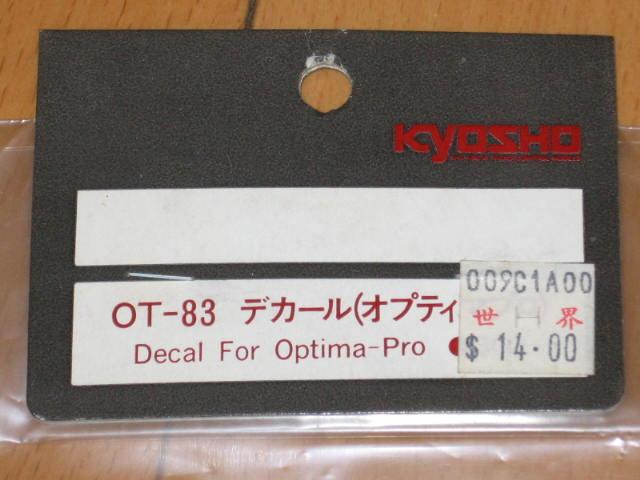 KYOSHO
OT-83 デカール(オプティ
Decal For Optima-Pro
009C1A00
世 界
$ 14.00